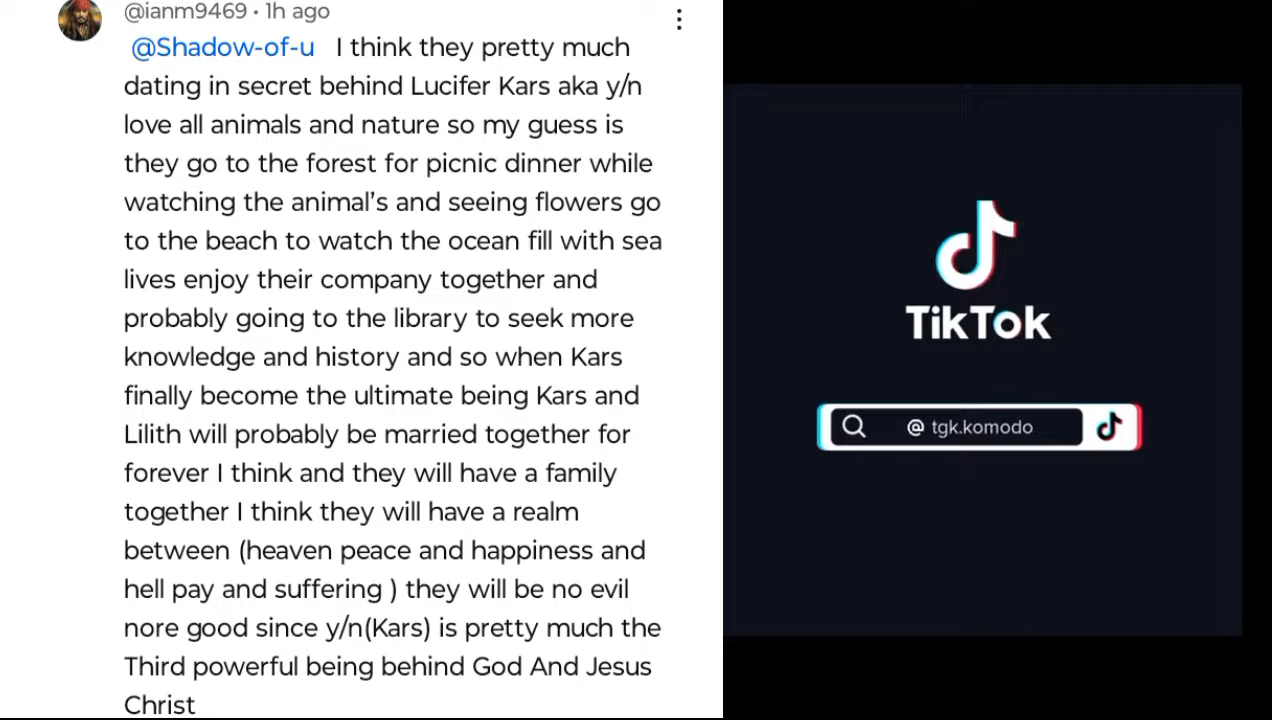 @ianm9469 • 1h ago
@Shadow-of-u I think they pretty much
dating in secret behind Lucifer Kars aka y/n
love all animals and nature so my guess is
they go to the forest for picnic dinner while
watching the animal's and seeing flowers go
to the beach to watch the ocean fill with sea
lives enjoy their company together and
probably going to the library to seek more
knowledge and history and so when Kars
finally become the ultimate being Kars and
Lilith will probably be married together for
forever I think and they will have a family
together I think they will have a realm
between (heaven peace and happiness and
hell pay and suffering ) they will be no evil
nore good since y/n(Kars) is pretty much the
Third powerful being behind God And Jesus
Christ
TikTok
@ tgk.komodo